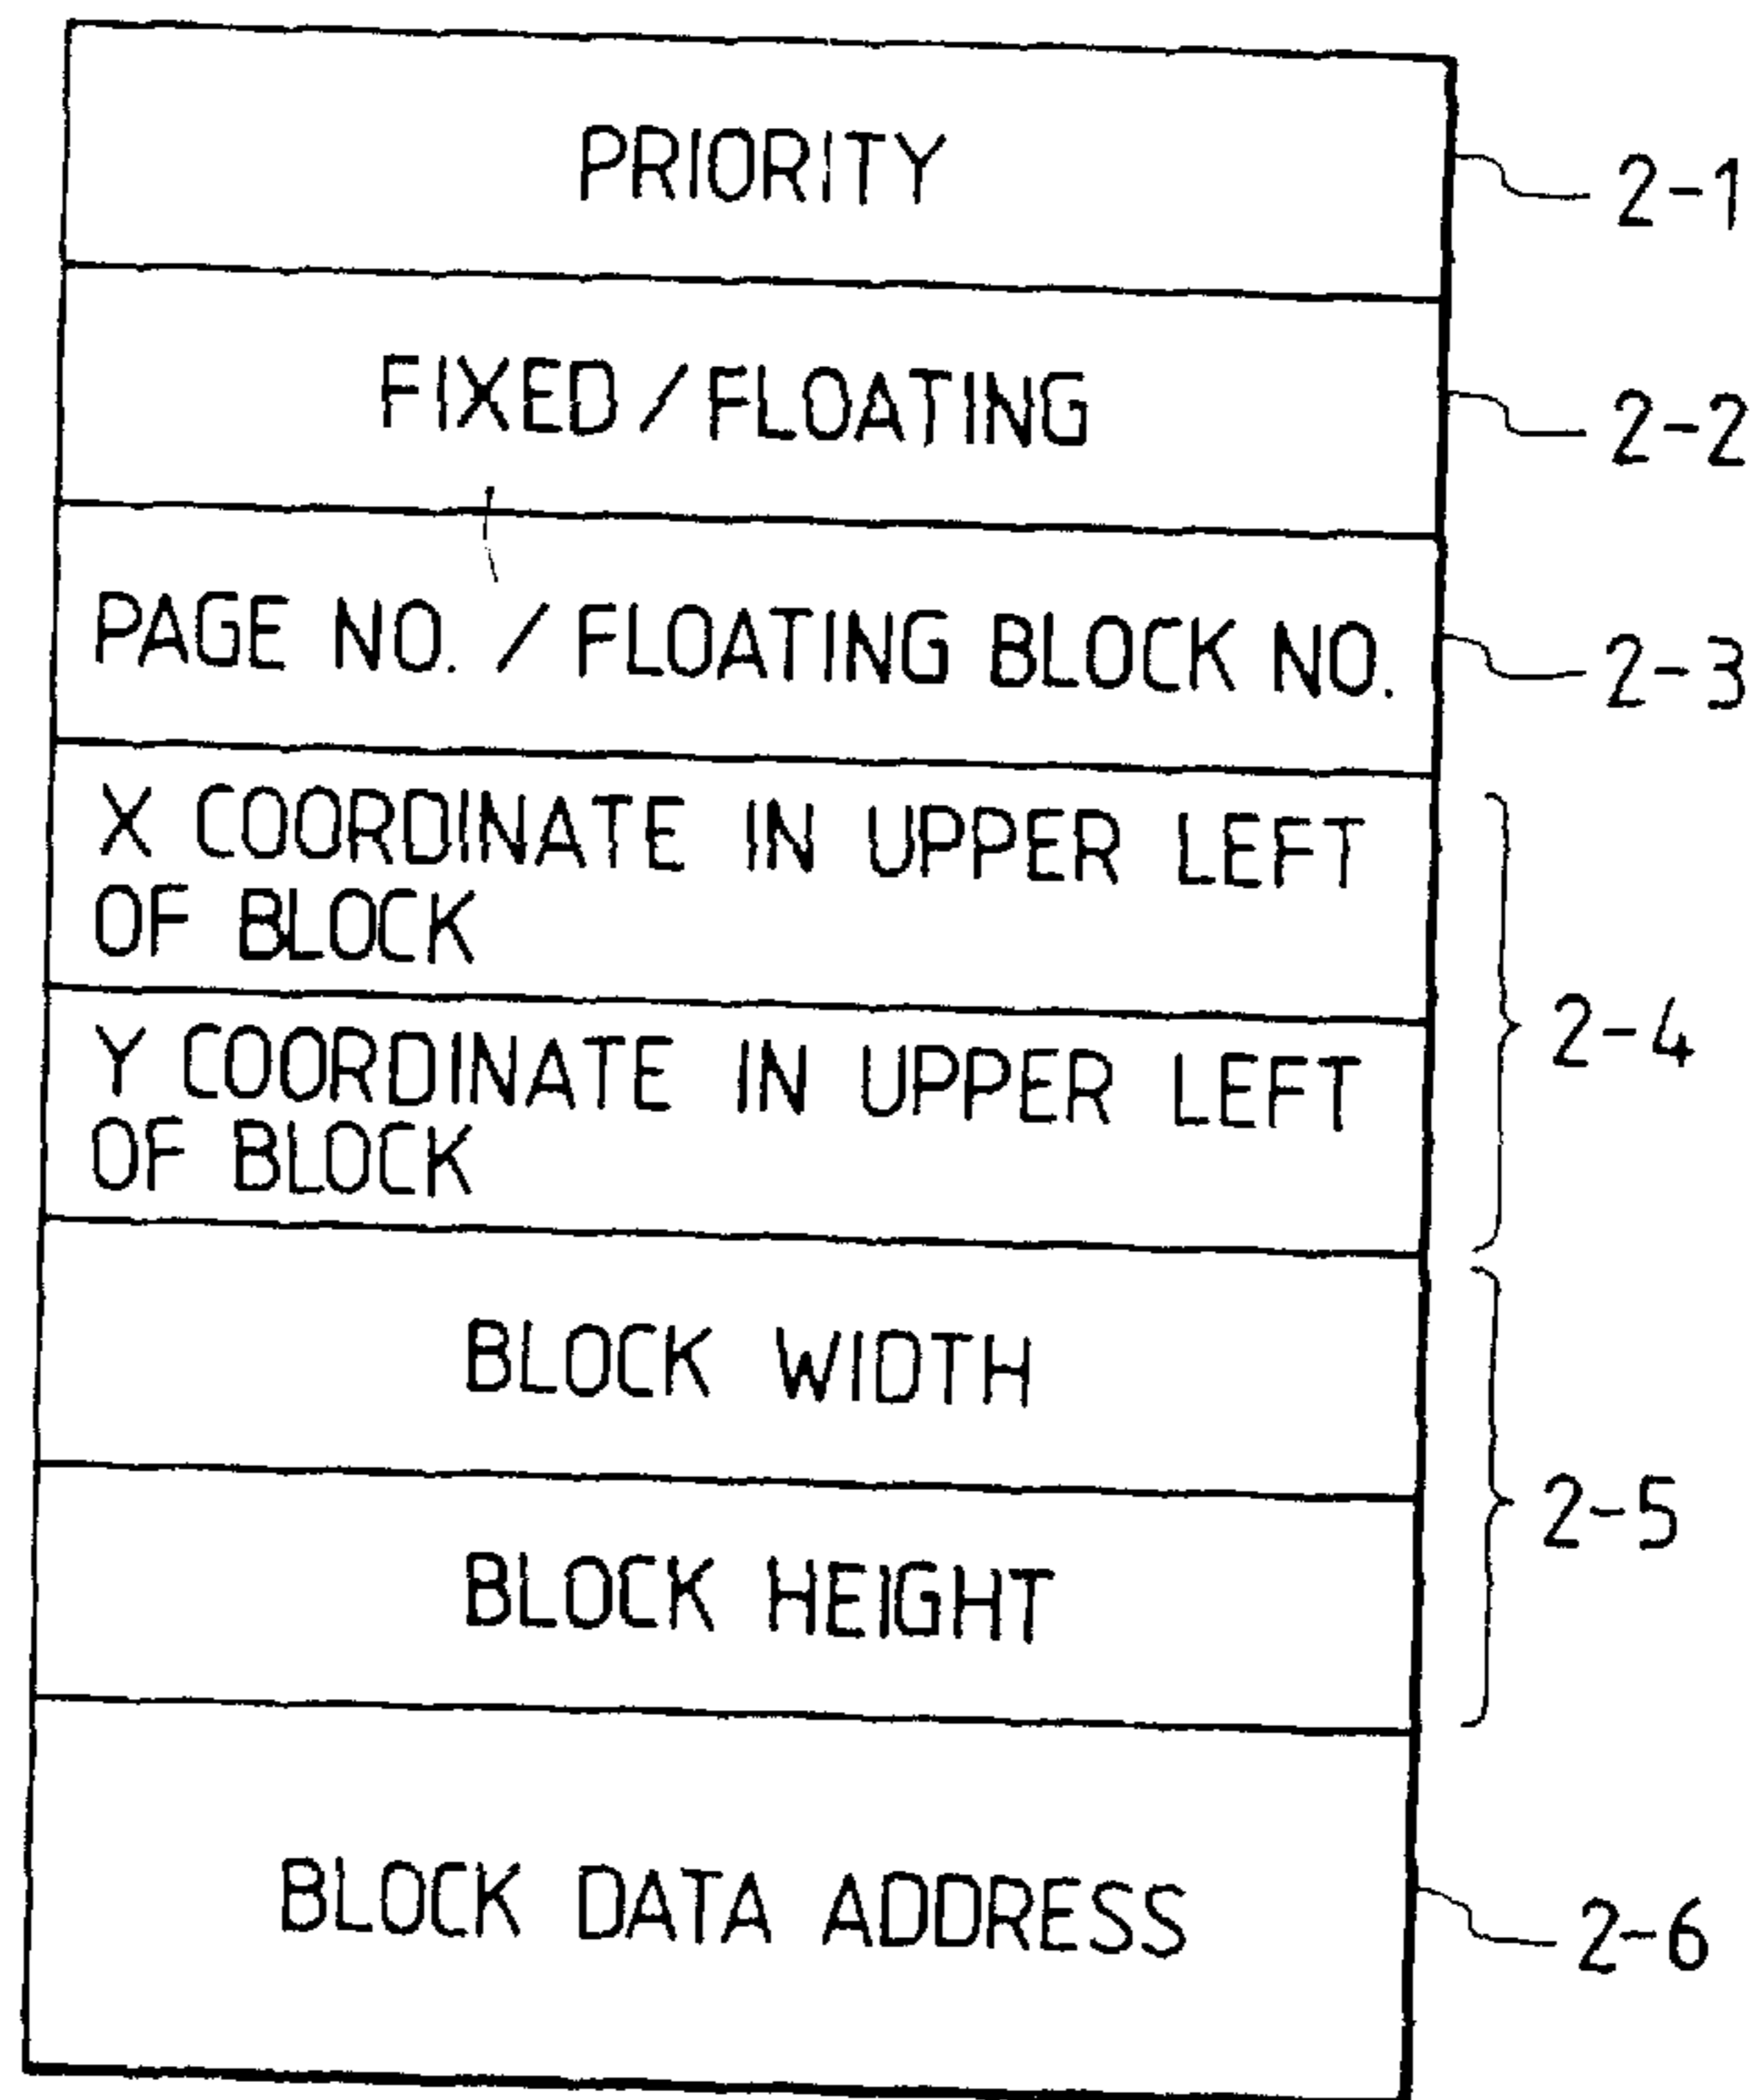 PRIORITY
2-1
FIXED/FLOATING
2-2
PAGE NO. / FLOATING BLOCK NO.
2-3
X COORDINATE IN UPPER LEFT
OF BLOCK
Y COORDINATE IN UPPER LEFT
OF BLOCK
2-4
BLOCK WIDTH
BLOCK HEIGHT
2-5
BLOCK DATA ADDRESS
2-6